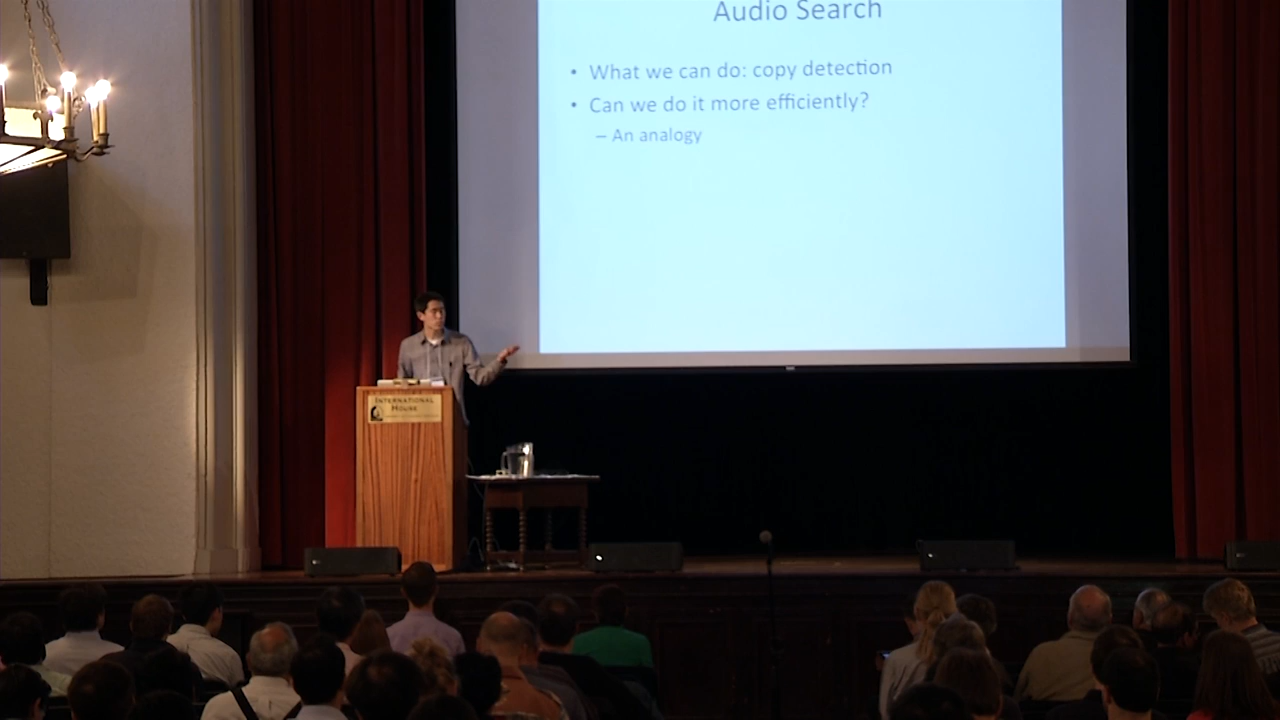 Audio Search
• What we can do: copy detection
• Can we do it more efficiently?
– An analogy
INTERNATIONAL
HOUSE